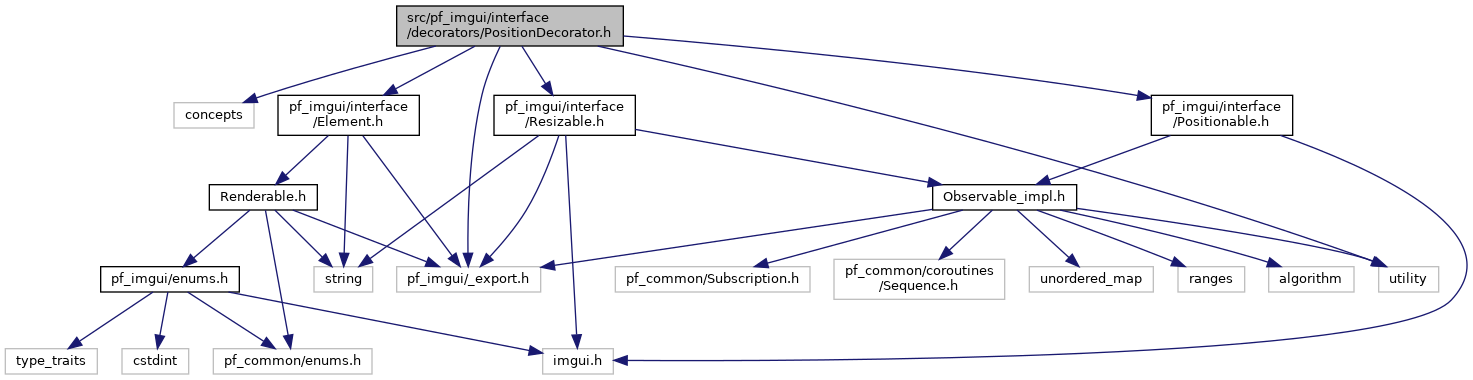 src/pf_imgui/interface
/decorators/PositionDecorator.h
concepts
pf_imgui/interface
/Element.h
pf_imgui/interface
/Resizable.h
pf_imgui/interface
/Positionable.h
Renderable.h
Observable_impl.h
pf_imgui/enums.h
string
pf_imgui/_export.h
pf_common/Subscription.h
pf_common/coroutines
/Sequence.h
unordered_map
ranges
algorithm
utility
type_traits
cstdint
pf_common/enums.h
imgui.h